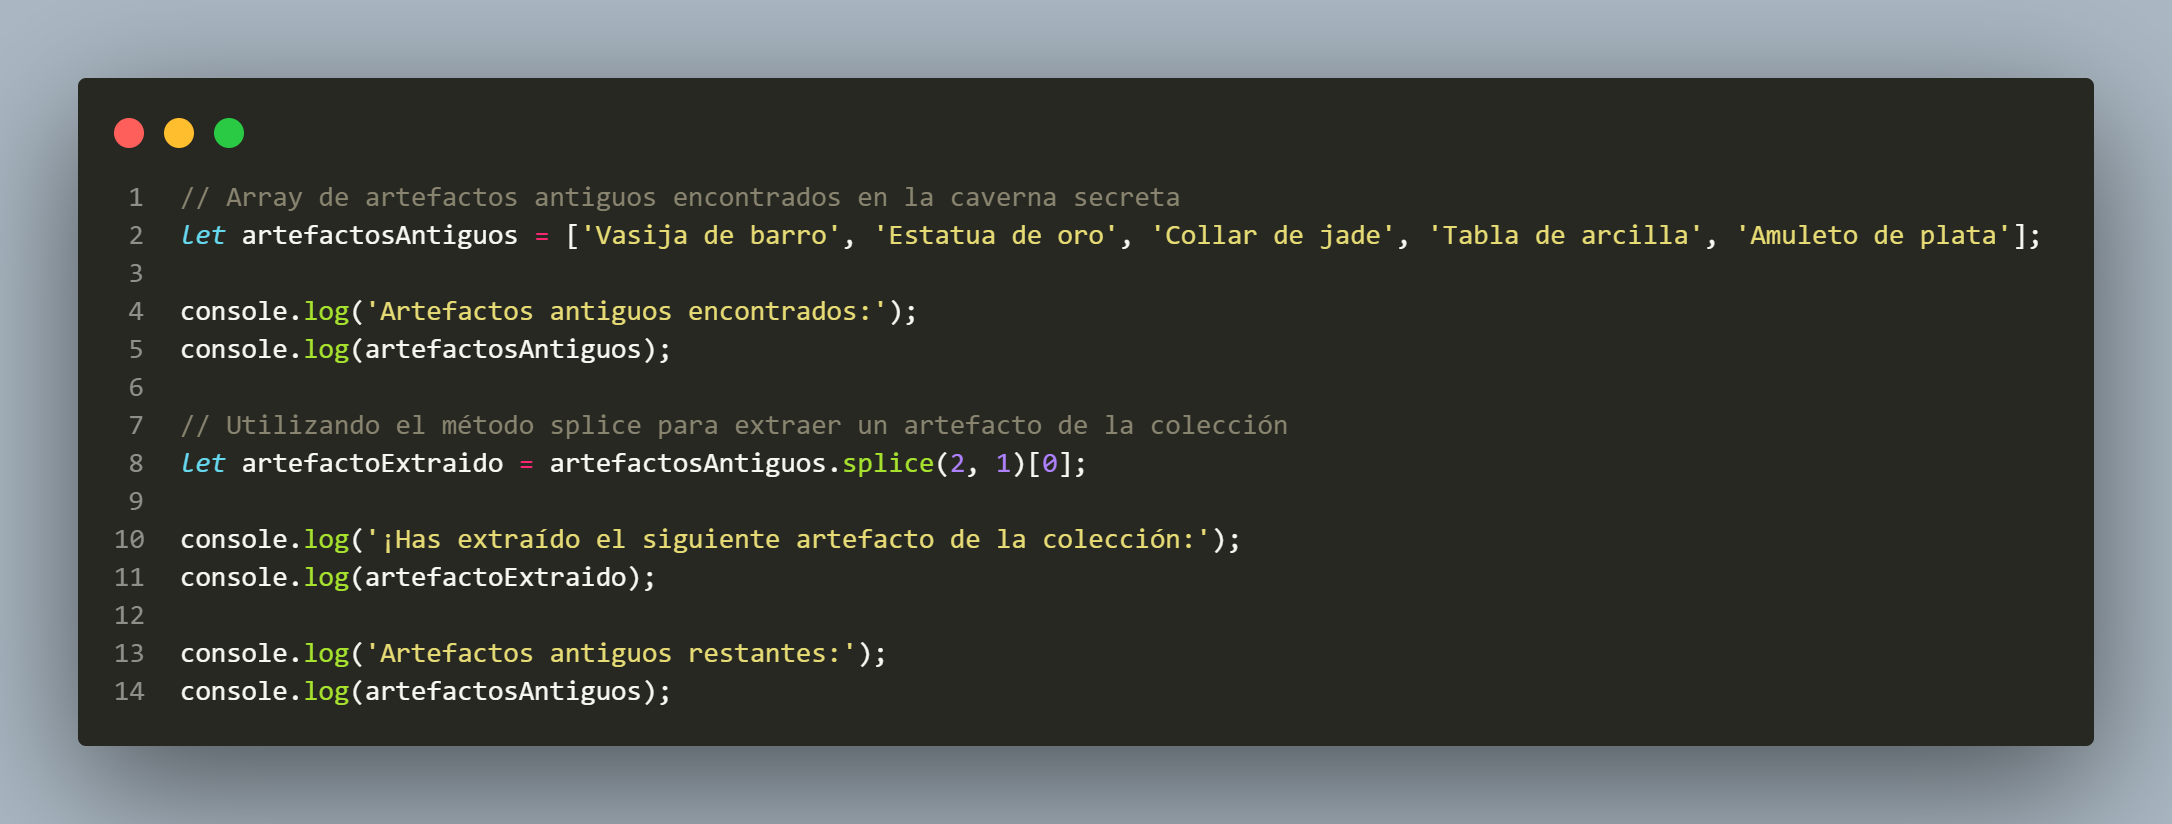 1 // Array de artefactos antiguos encontrados en la caverna secreta
2 let artefactosAntiguos = ['Vasija de barro', 'Estatua de oro', 'Collar de jade', 'Tabla de arcilla', 'Amuleto de plata'];
3
4 console.log('Artefactos antiguos encontrados:');
5 console.log(artefactosAntiguos);
6
7 // Utilizando el método splice para extraer un artefacto de la colección
8 let artefactoExtraido = artefactosAntiguos.splice(2, 1)[0];
9
10 console.log('¡Has extraído el siguiente artefacto de la colección:');
11 console.log(artefactoExtraido);
12
13 console.log('Artefactos antiguos restantes:');
14 console.log(artefactosAntiguos);